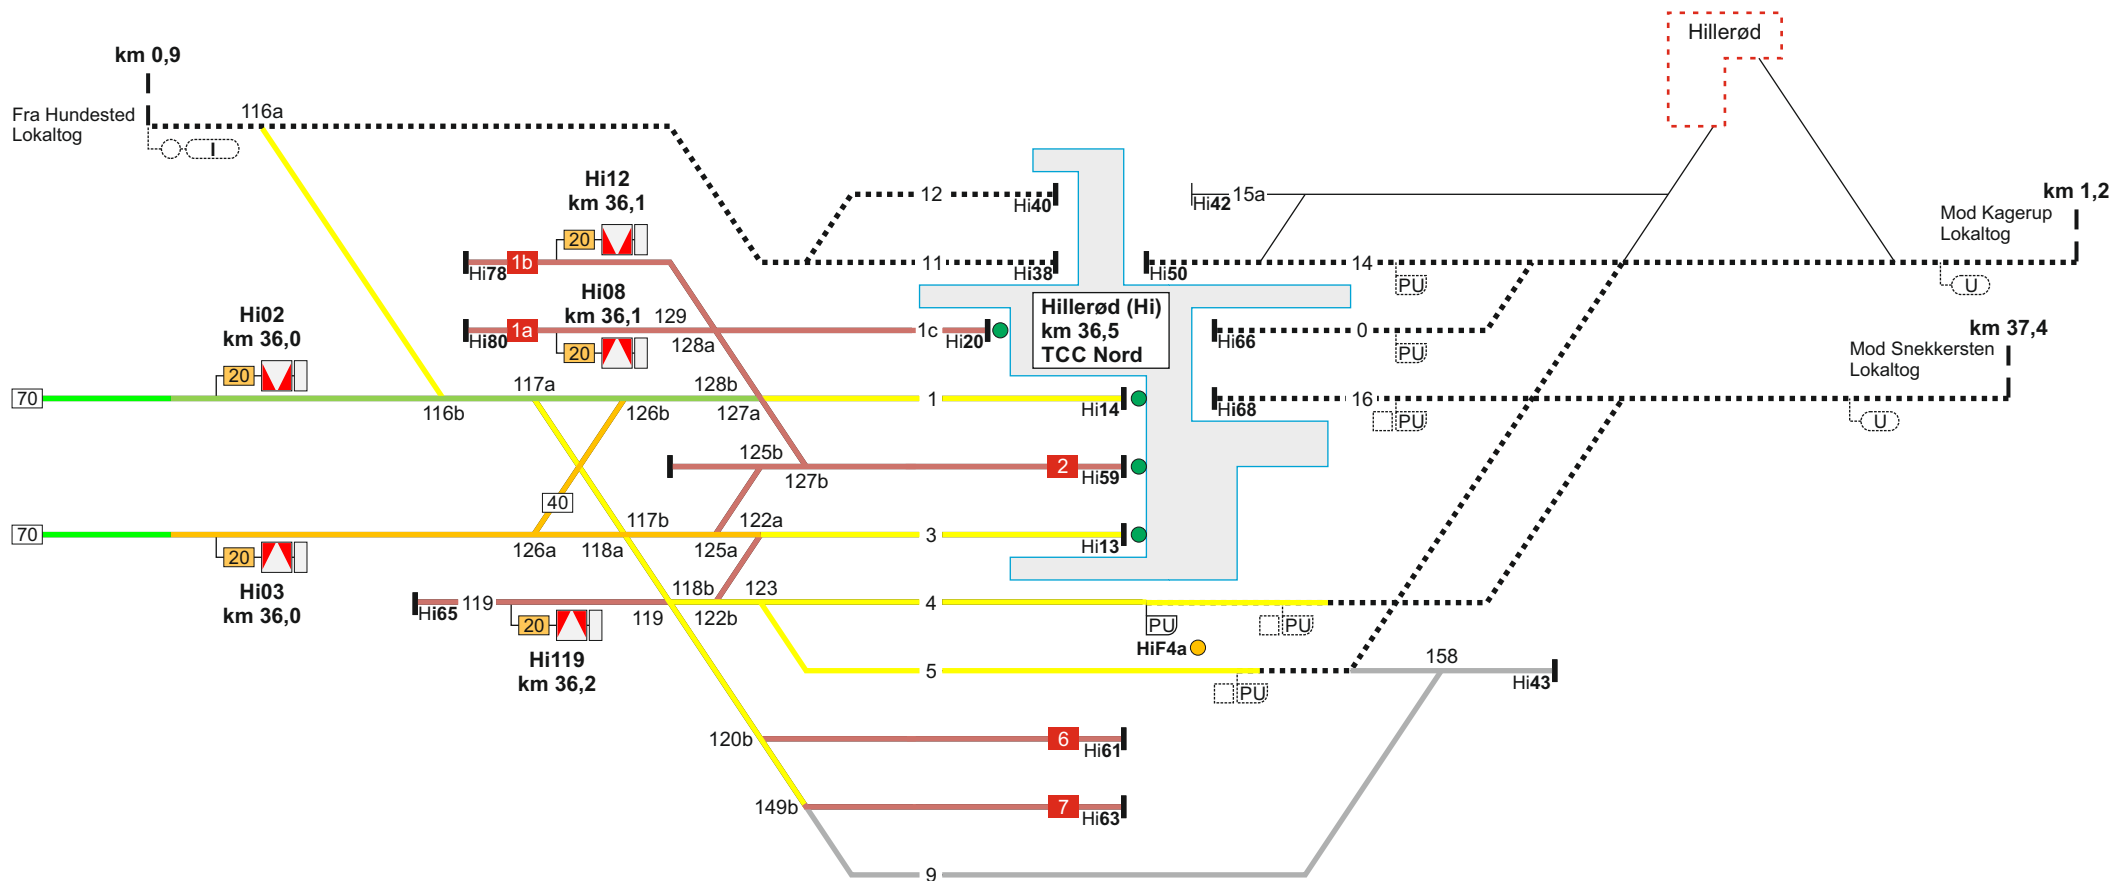 Hillerød
km 0,9
Fra Hundested
Lokaltog
116a
I
Hi12
km 36,1
20
12
Hi40
15a
Hi42
km 1,2
Mod Kagerup
Lokaltog
Hi78
1b
11
Hi38
Hi50
14
PU
U
Hi08
km 36,1
Hillerød (Hi)
km 36,5
TCC Nord
Hi02
km 36,0
Hi80
1a
129
128a
1c
Hi20
Hi66
0
PU
km 37,4
Mod Snekkersten
Lokaltog
20
20
70
116b
117a
126b
128b
127a
1
Hi14
Hi68
16
PU
U
125b
127b
2
Hi59
40
70
126a
118a
117b
125a
122a
3
Hi13
20
Hi03
km 36,0
Hi65
119
119
118b
122b
123
4
PU
PU
HiF4a
20
Hi119
km 36,2
5
PU
158
Hi43
120b
6
Hi61
149b
7
Hi63
9